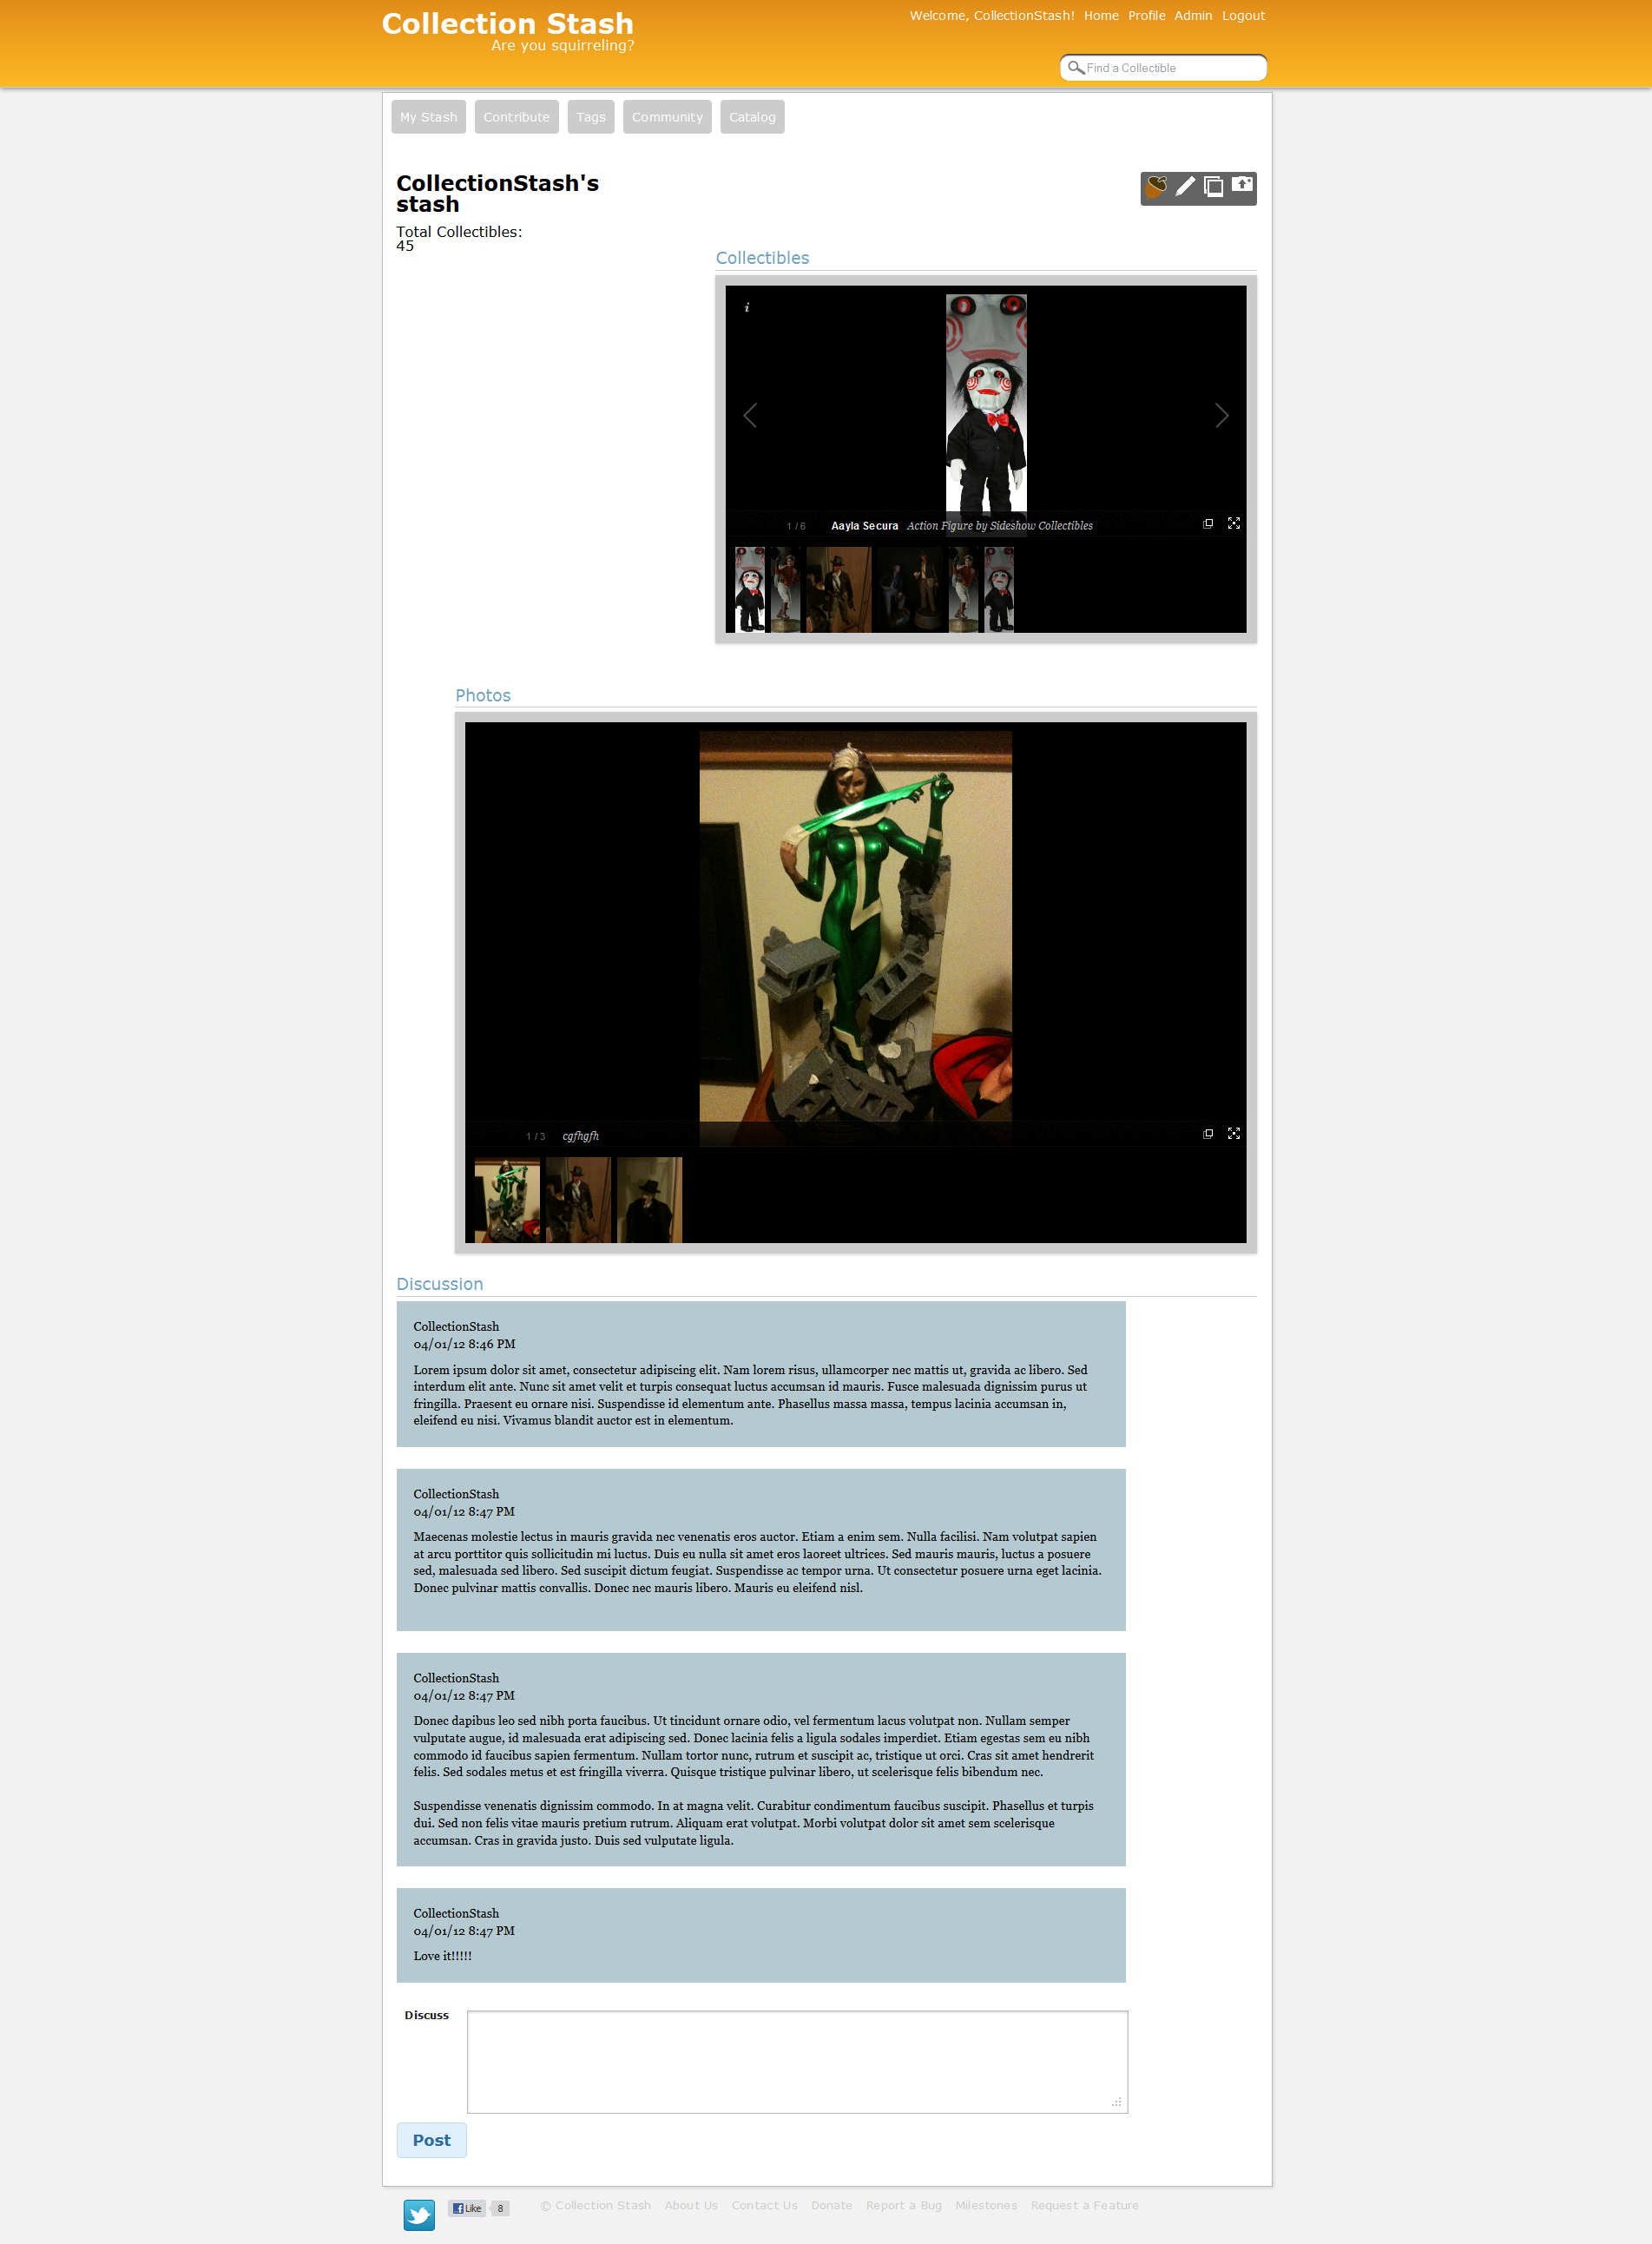 Collection Stash
Are you squirreling?
Welcome, CollectionStash! Home Profile Admin Logout
Find a Collectible
My Stash Contribute Tags Community Catalog
CollectionStash's
stash
Total Collectibles:
45
Collectibles
i
1 / 6 Aayla Secura Action Figure by Sideshow Collectibles
Photos
1 / 3 cgfhgfh
Discussion
CollectionStash
04/01/12 8:46 PM
Lorem ipsum dolor sit amet, consectetur adipiscing elit. Nam lorem risus, ullamcorper nec mattis ut, gravida ac libero. Sed
interdum elit ante. Nunc sit amet velit et turpis consequat luctus accumsan id mauris. Fusce malesuada dignissim purus ut
fringilla. Praesent eu ornare nisi. Suspendisse id elementum ante. Phasellus massa massa, tempus lacinia accumsan in,
eleifend eu nisi. Vivamus blandit auctor est in elementum.
CollectionStash
04/01/12 8:47 PM
Maecenas molestie lectus in mauris gravida nec venenatis eros auctor. Etiam a enim sem. Nulla facilisi. Nam volutpat sapien
at arcu porttitor quis sollicitudin mi luctus. Duis eu nulla sit amet eros laoreet ultrices. Sed mauris mauris, luctus a posuere
sed, malesuada sed libero. Sed suscipit dictum feugiat. Suspendisse ac tempor urna. Ut consectetur posuere urna eget lacinia.
Donec pulvinar mattis convallis. Donec nec mauris libero. Mauris eu eleifend nisl.
CollectionStash
04/01/12 8:47 PM
Donec dapibus leo sed nibh porta faucibus. Ut tincidunt ornare odio, vel fermentum lacus volutpat non. Nullam semper
vulputate augue, id malesuada erat adipiscing sed. Donec lacinia felis a ligula sodales imperdiet. Etiam egestas sem eu nibh
commodo id faucibus sapien fermentum. Nullam tortor nunc, rutrum et suscipit ac, tristique ut orci. Cras sit amet hendrerit
felis. Sed sodales metus et est fringilla viverra. Quisque tristique pulvinar libero, ut scelerisque felis bibendum nec.
Suspendisse venenatis dignissim commodo. In at magna velit. Curabitur condimentum faucibus suscipit. Phasellus et turpis
dui. Sed non felis vitae mauris pretium rutrum. Aliquam erat volutpat. Morbi volutpat dolor sit amet sem scelerisque
accumsan. Cras in gravida justo. Duis sed vulputate ligula.
CollectionStash
04/01/12 8:47 PM
Love it!!!!!
Discuss
Post
Like 8
© Collection Stash About Us Contact Us Donate Report a Bug Milestones Request a Feature